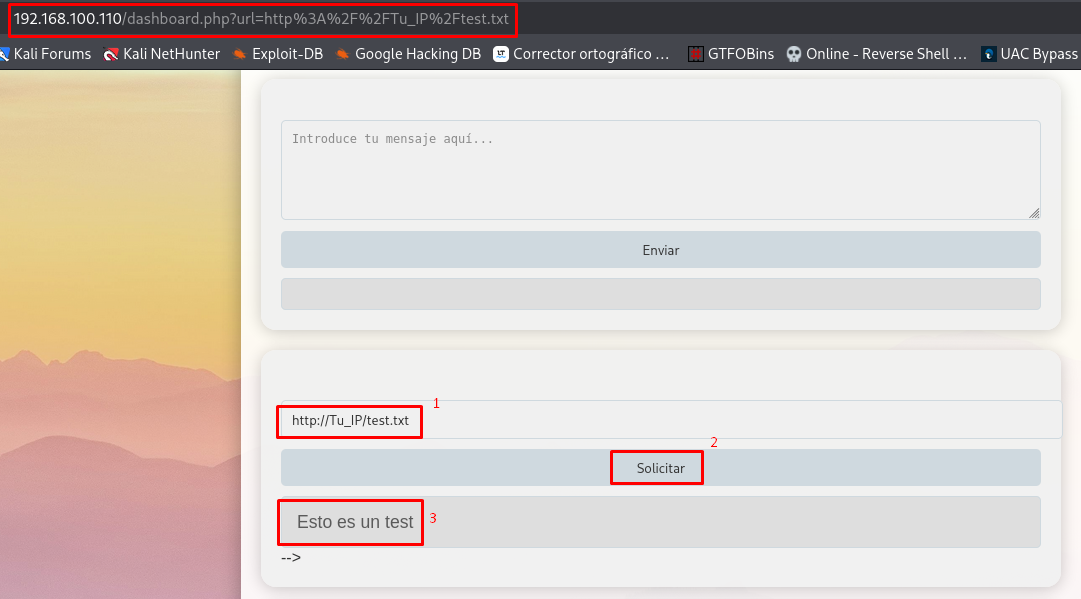 192.168.100.110/dashboard.php?url=http%3A%2F%2FTu_IP%2Ftest.txt
Kali Forums Kali NetHunter Exploit-DB Google Hacking DB Corrector ortográfico ... GTFOBins Online - Reverse Shell ... UAC Bypass
Introduce tu mensaje aquí...
Enviar
1
http://Tu_IP/test.txt
2
Solicitar
Esto es un test 3
-->